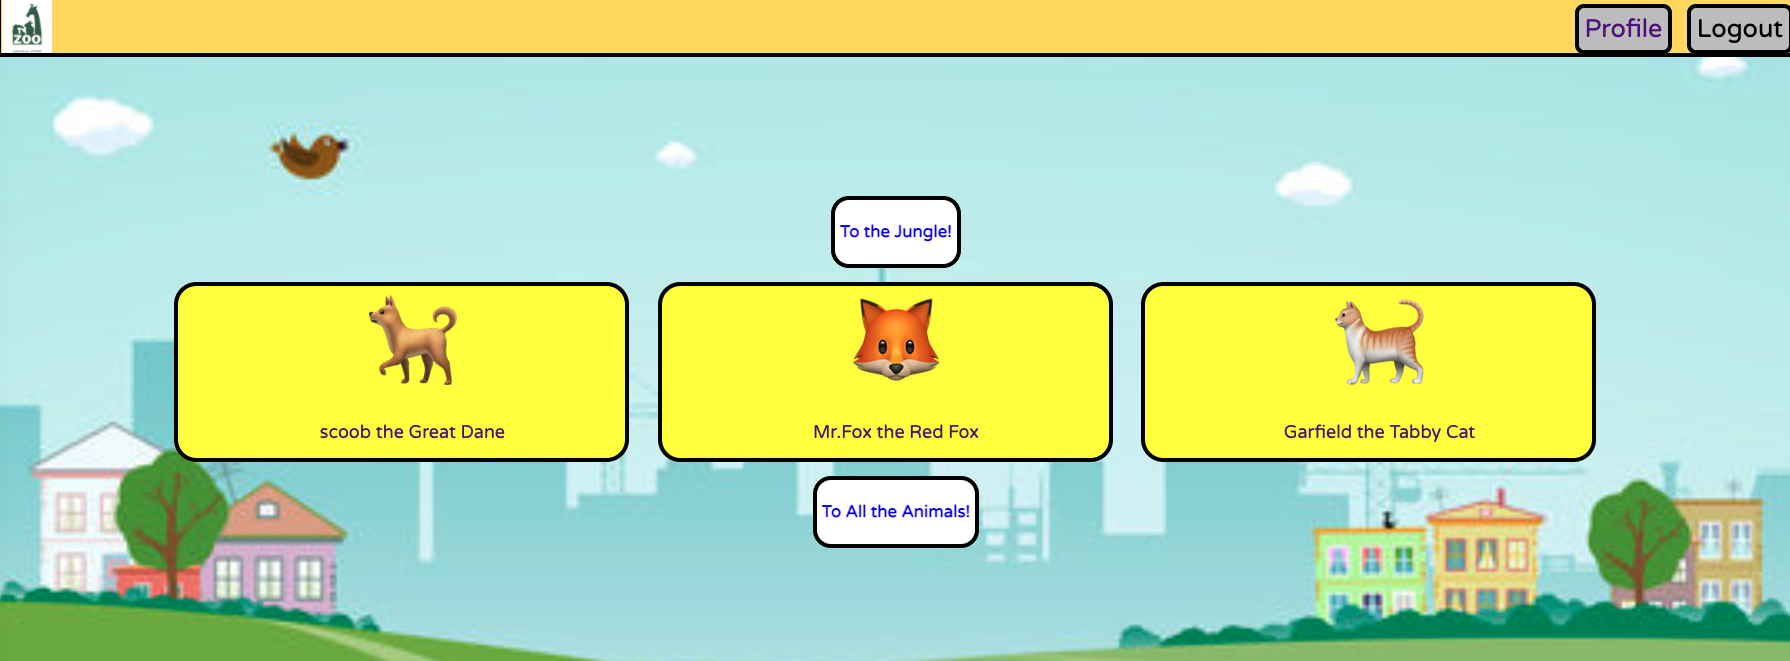 ZOO
Profile
Logout
To the Jungle!
scoob the Great Dane
Mr.Fox the Red Fox
Garfield the Tabby Cat
To All the Animals!